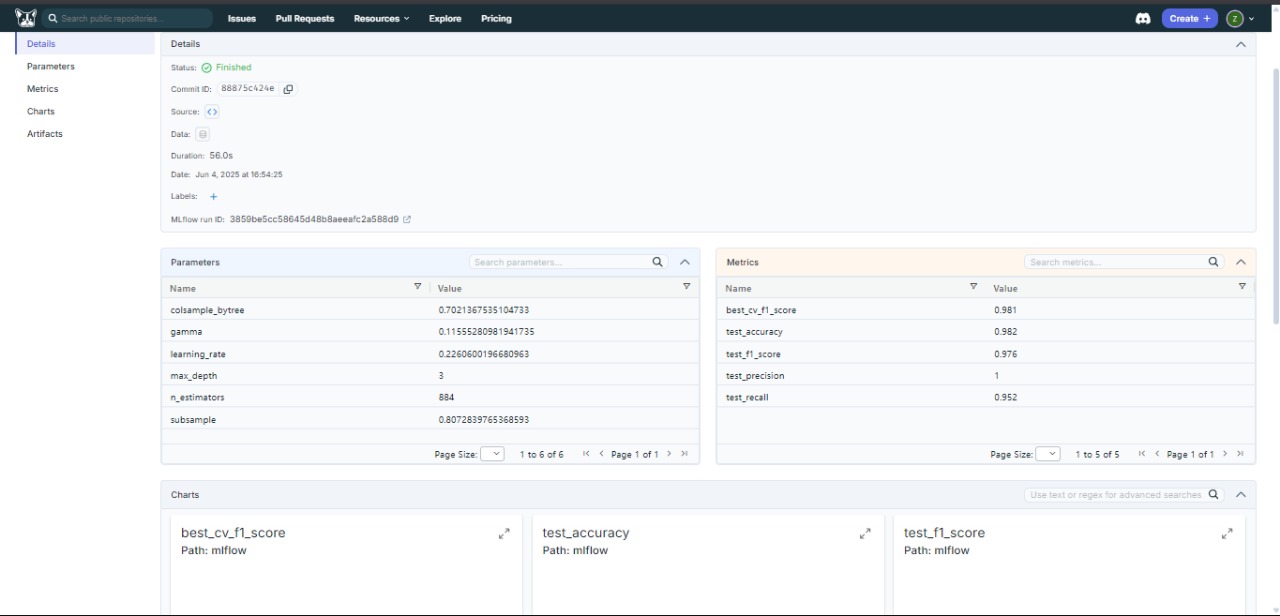 Search public repositories... Issues Pull Requests Resources Explore Pricing Create + Z
Details
Parameters
Metrics
Charts
Artifacts
Details
Status: Finished
Commit ID: 88875c424e
Source: <>
Data:
Duration: 56.0s
Date: Jun 4, 2025 at 16:54:25
Labels: +
MLflow run ID: 3859be5cc58645d48b8aeeafc2a588d9
Parameters Search parameters...
Name Value
colsample_bytree 0.7021367535104733
gamma 0.11555280981941735
learning_rate 0.2260600196680963
max_depth 3
n_estimators 884
subsample 0.8072839765368593
Page Size: 1 to 6 of 6 Page 1 of 1
Metrics Search metrics...
Name Value
best_cv_f1_score 0.981
test_accuracy 0.982
test_f1_score 0.976
test_precision 1
test_recall 0.952
Page Size: 1 to 5 of 5 Page 1 of 1
Charts Use text or regex for advanced searches
best_cv_f1_score
Path: mlflow
test_accuracy
Path: mlflow
test_f1_score
Path: mlflow